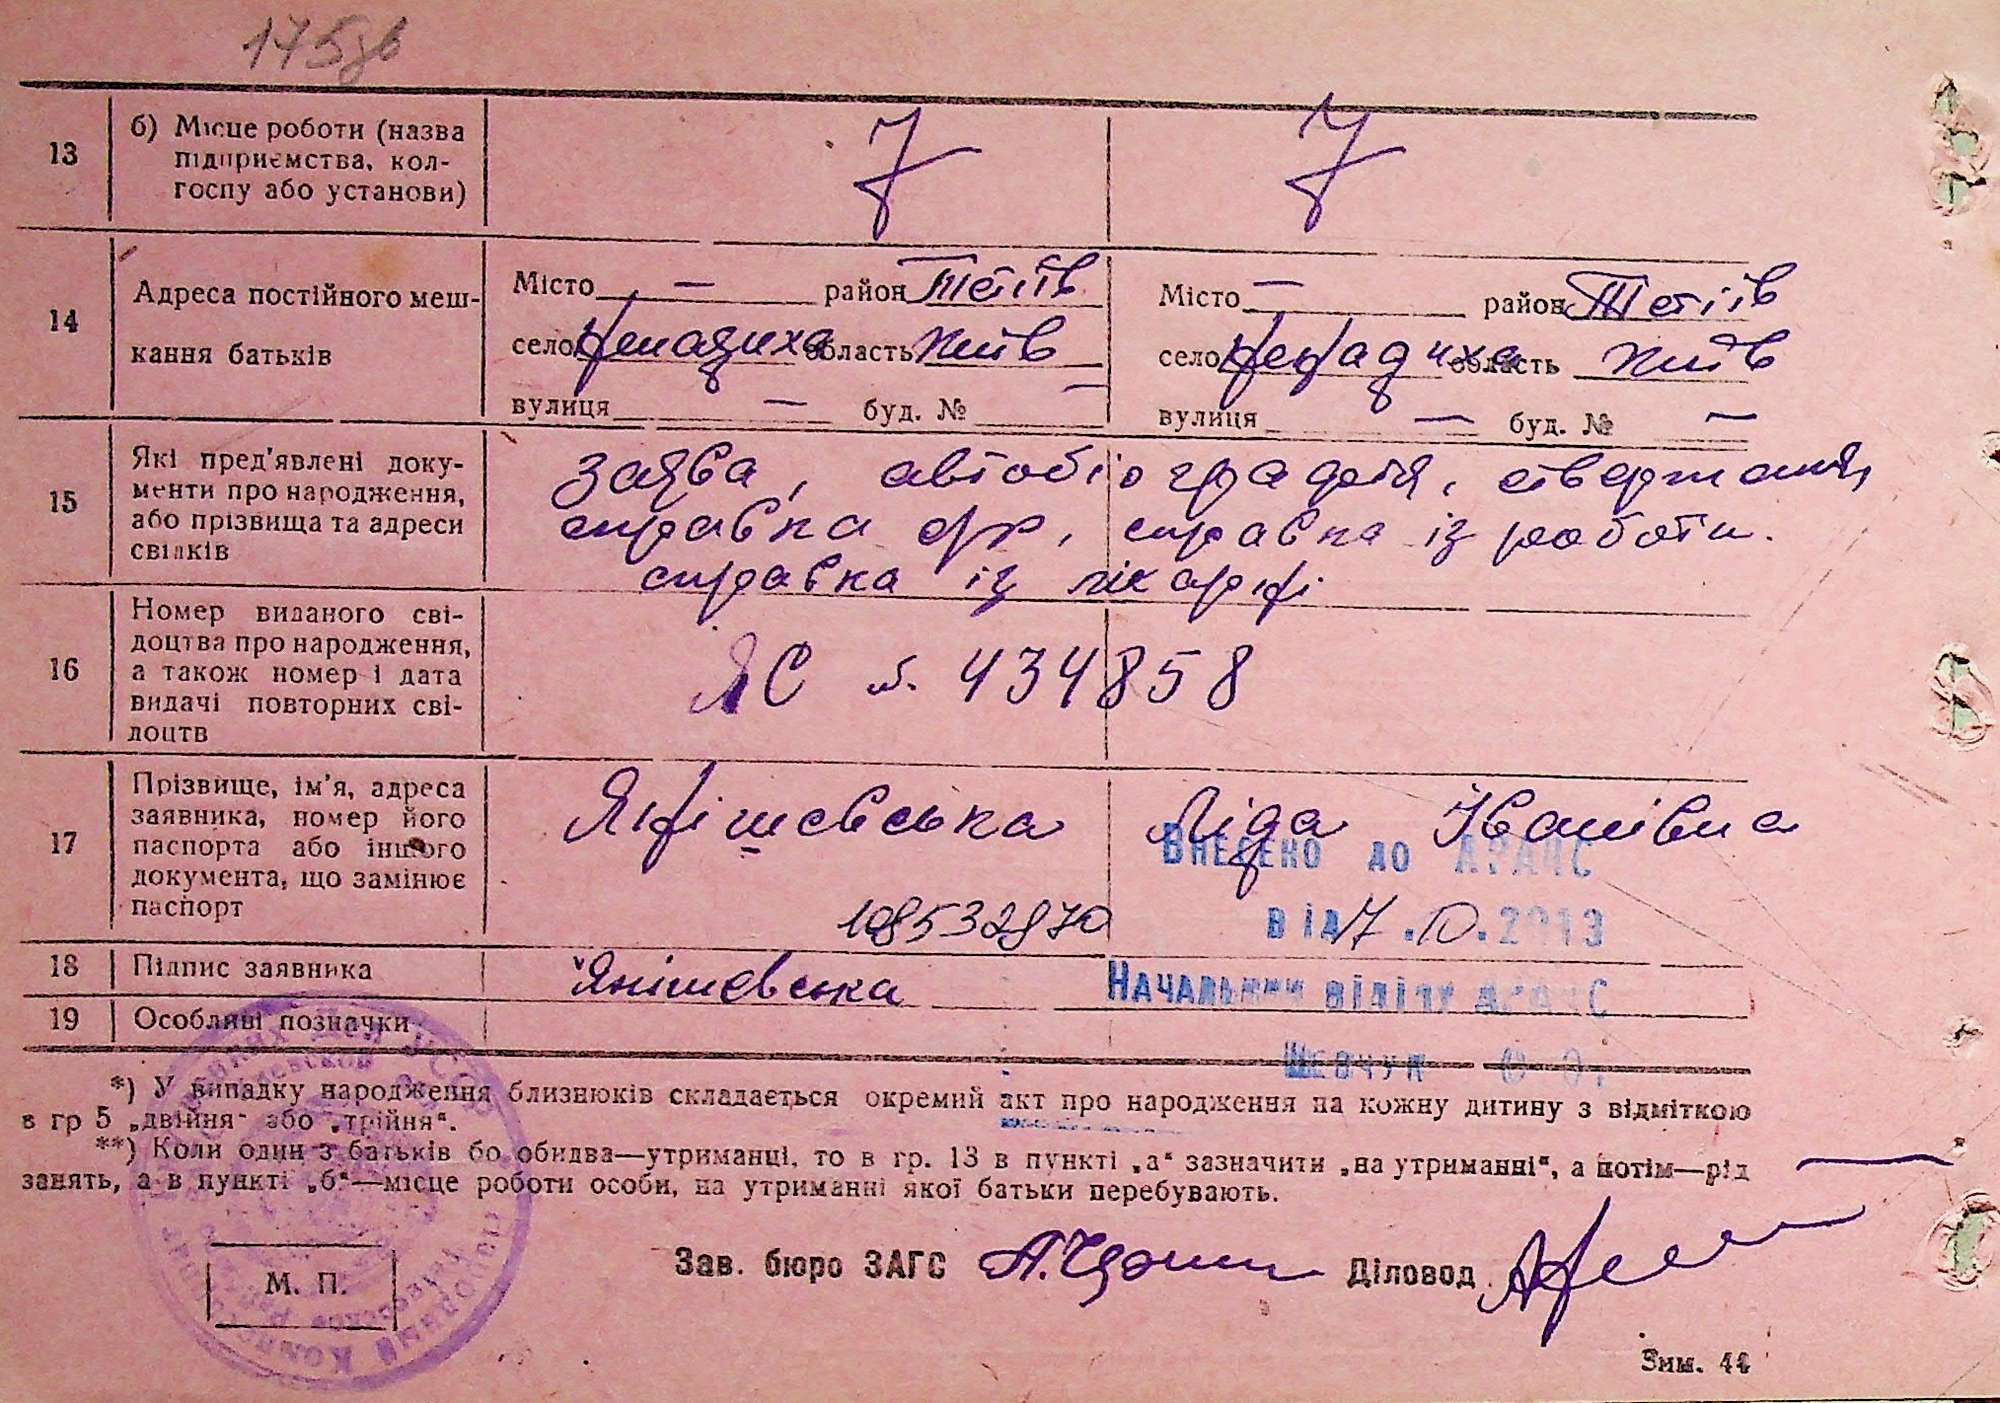 175зв
13 б) Місце роботи (назва підприємства, кол-
госпу або установи)
14 Адреса постійного меш-
кання батьків
Місто — район Тетіїв
село Ненадиха область Київ
вулиця — буд. № —
Місто — район Тетіїв
село Ненадиха область Київ
вулиця — буд. № —
15 Які пред'явлені доку-
менти про народження,
або прізвища та адреси
свідків
заява, автобіографія, ствердження,
справка фр, справка із роботи.
справка із лікарні
16 Номер виданого сві-
доцтва про народження,
а також номер і дата
видачі повторних сві-
доцтв
ЯС № 434858
17 Прізвище, ім'я, адреса
заявника, номер його
паспорта або іншого
документа, що замінює
паспорт
Янішевська Ліда Іванівна
Внесено до АРАЦС
від 17.10.2013
Начальник відділу ДРАЦС
Шевчук О.О.
18 Підпис заявника
Янішевська
19 Особливі позначки
*) У випадку народження близнюків складається окремий акт про народження на кожну дитину з відміткою
в гр 5 „двійня“ або „трійня“.
**) Коли один з батьків бо обидва—утриманці, то в гр. 13 в пункті „а“ зазначити „на утриманні“, а потім—рід
занять, а в пункті „б“—місце роботи особи, на утриманні якої батьки перебувають.
М. П.
Зав. бюро ЗАГС
Діловод
Зим. 44